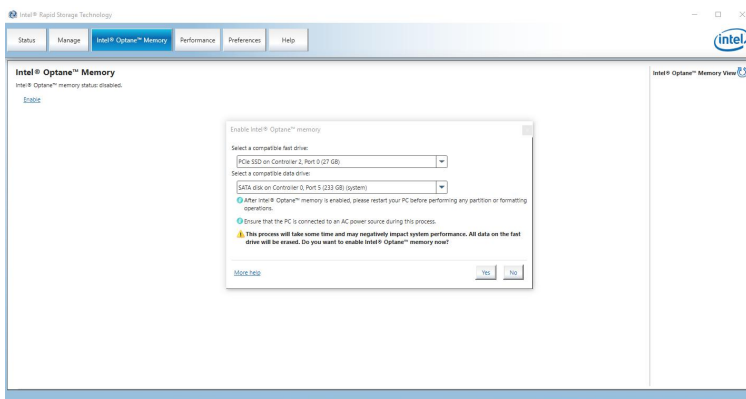 Intel® Rapid Storage Technology
Status
Manage
Intel® Optane™ Memory
Performance
Preferences
Help
intel.
Intel® Optane™ Memory
Intel® Optane™ Memory View
Intel® Optane™ memory status: disabled.
Enable
Enable Intel® Optane™ memory
Select a compatible fast drive:
PCIe SSD on Controller 2, Port 0 (27 GB)
Select a compatible data drive:
SATA disk on Controller 0, Port 5 (233 GB) (system)
After Intel® Optane™ memory is enabled, please restart your PC before performing any partition or formatting
operations.
Ensure that the PC is connected to an AC power source during this process.
This process will take some time and may negatively impact system performance. All data on the fast
drive will be erased. Do you want to enable Intel® Optane™ memory now?
More help
Yes
No